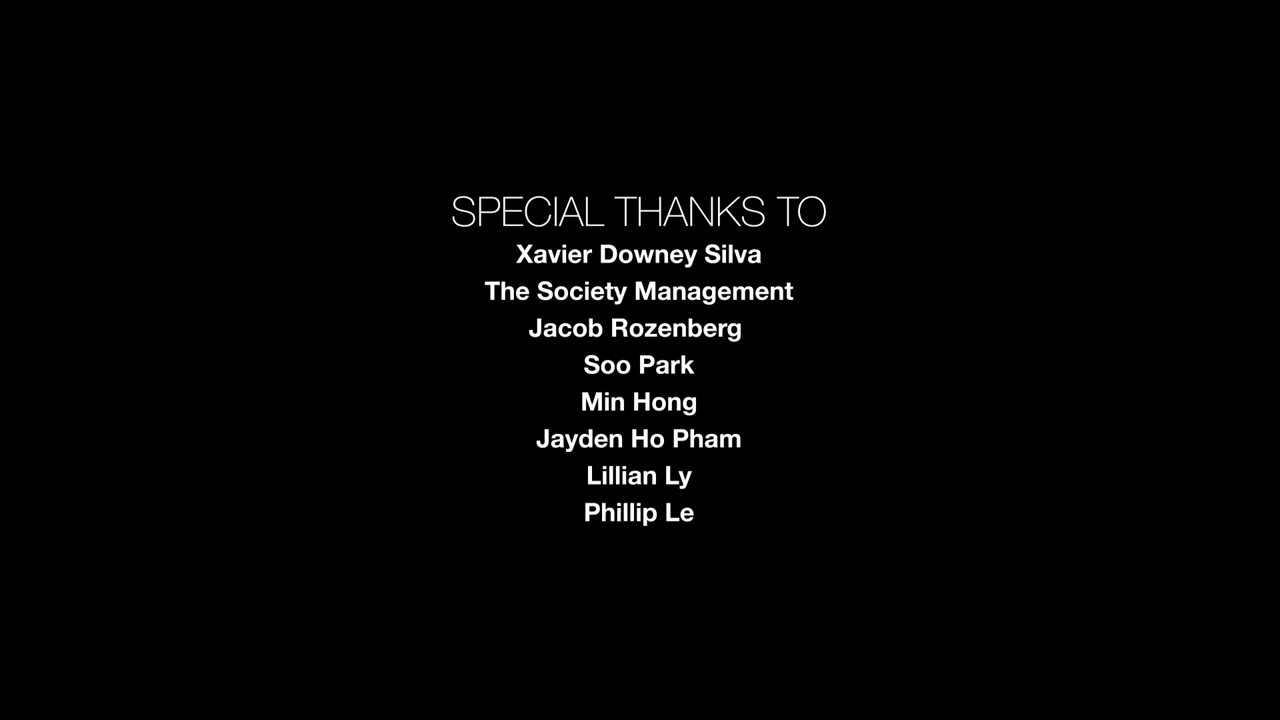 SPECIAL THANKS TO
Xavier Downey Silva
The Society Management
Jacob Rozenberg
Soo Park
Min Hong
Jayden Ho Pham
Lillian Ly
Phillip Le